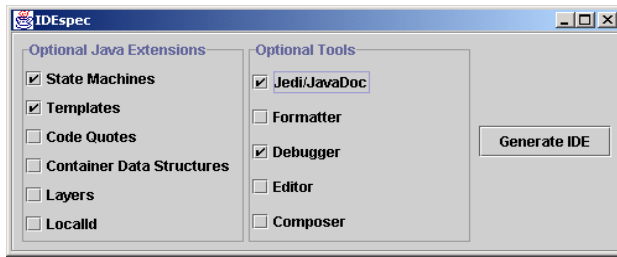 IDEspec
Optional Java Extensions
State Machines
Templates
Code Quotes
Container Data Structures
Layers
LocalId
Optional Tools
Jedi/JavaDoc
Formatter
Debugger
Editor
Composer
Generate IDE